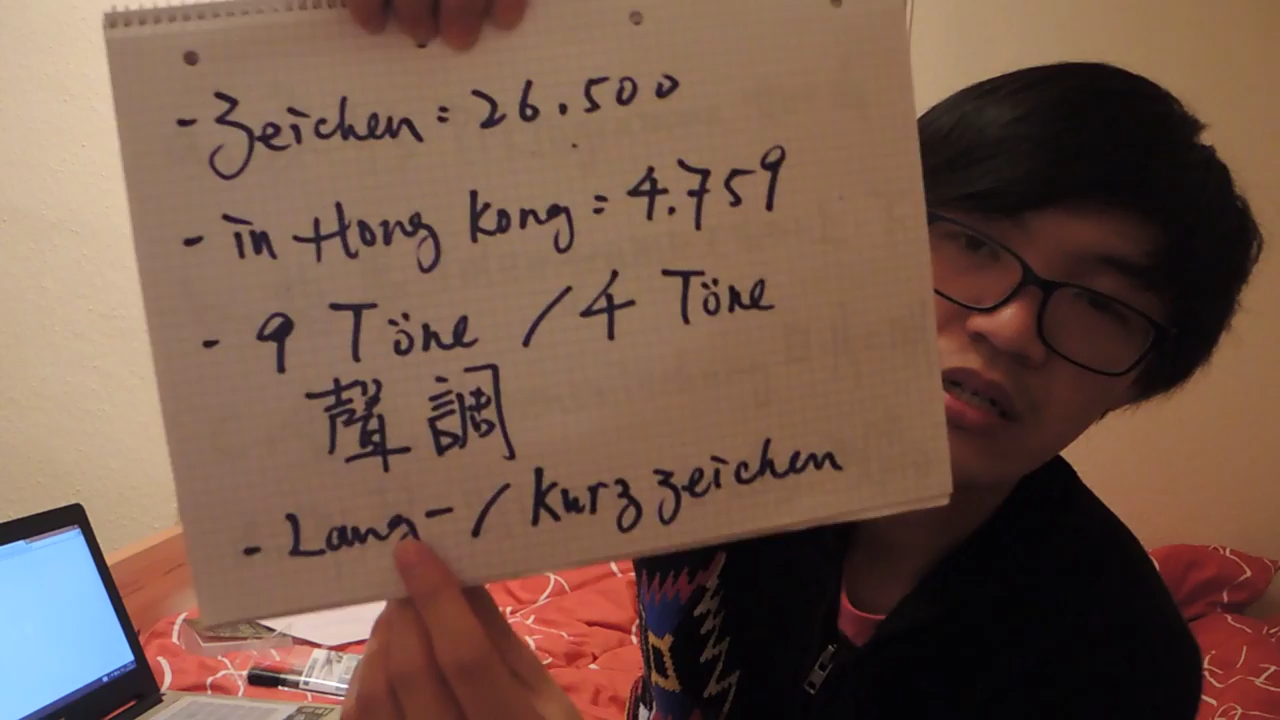 - Zeichen: 26.500
- in Hong Kong: 4.759
- 9 Töne / 4 Töne
聲調
- Lang- / Kurzzeichen